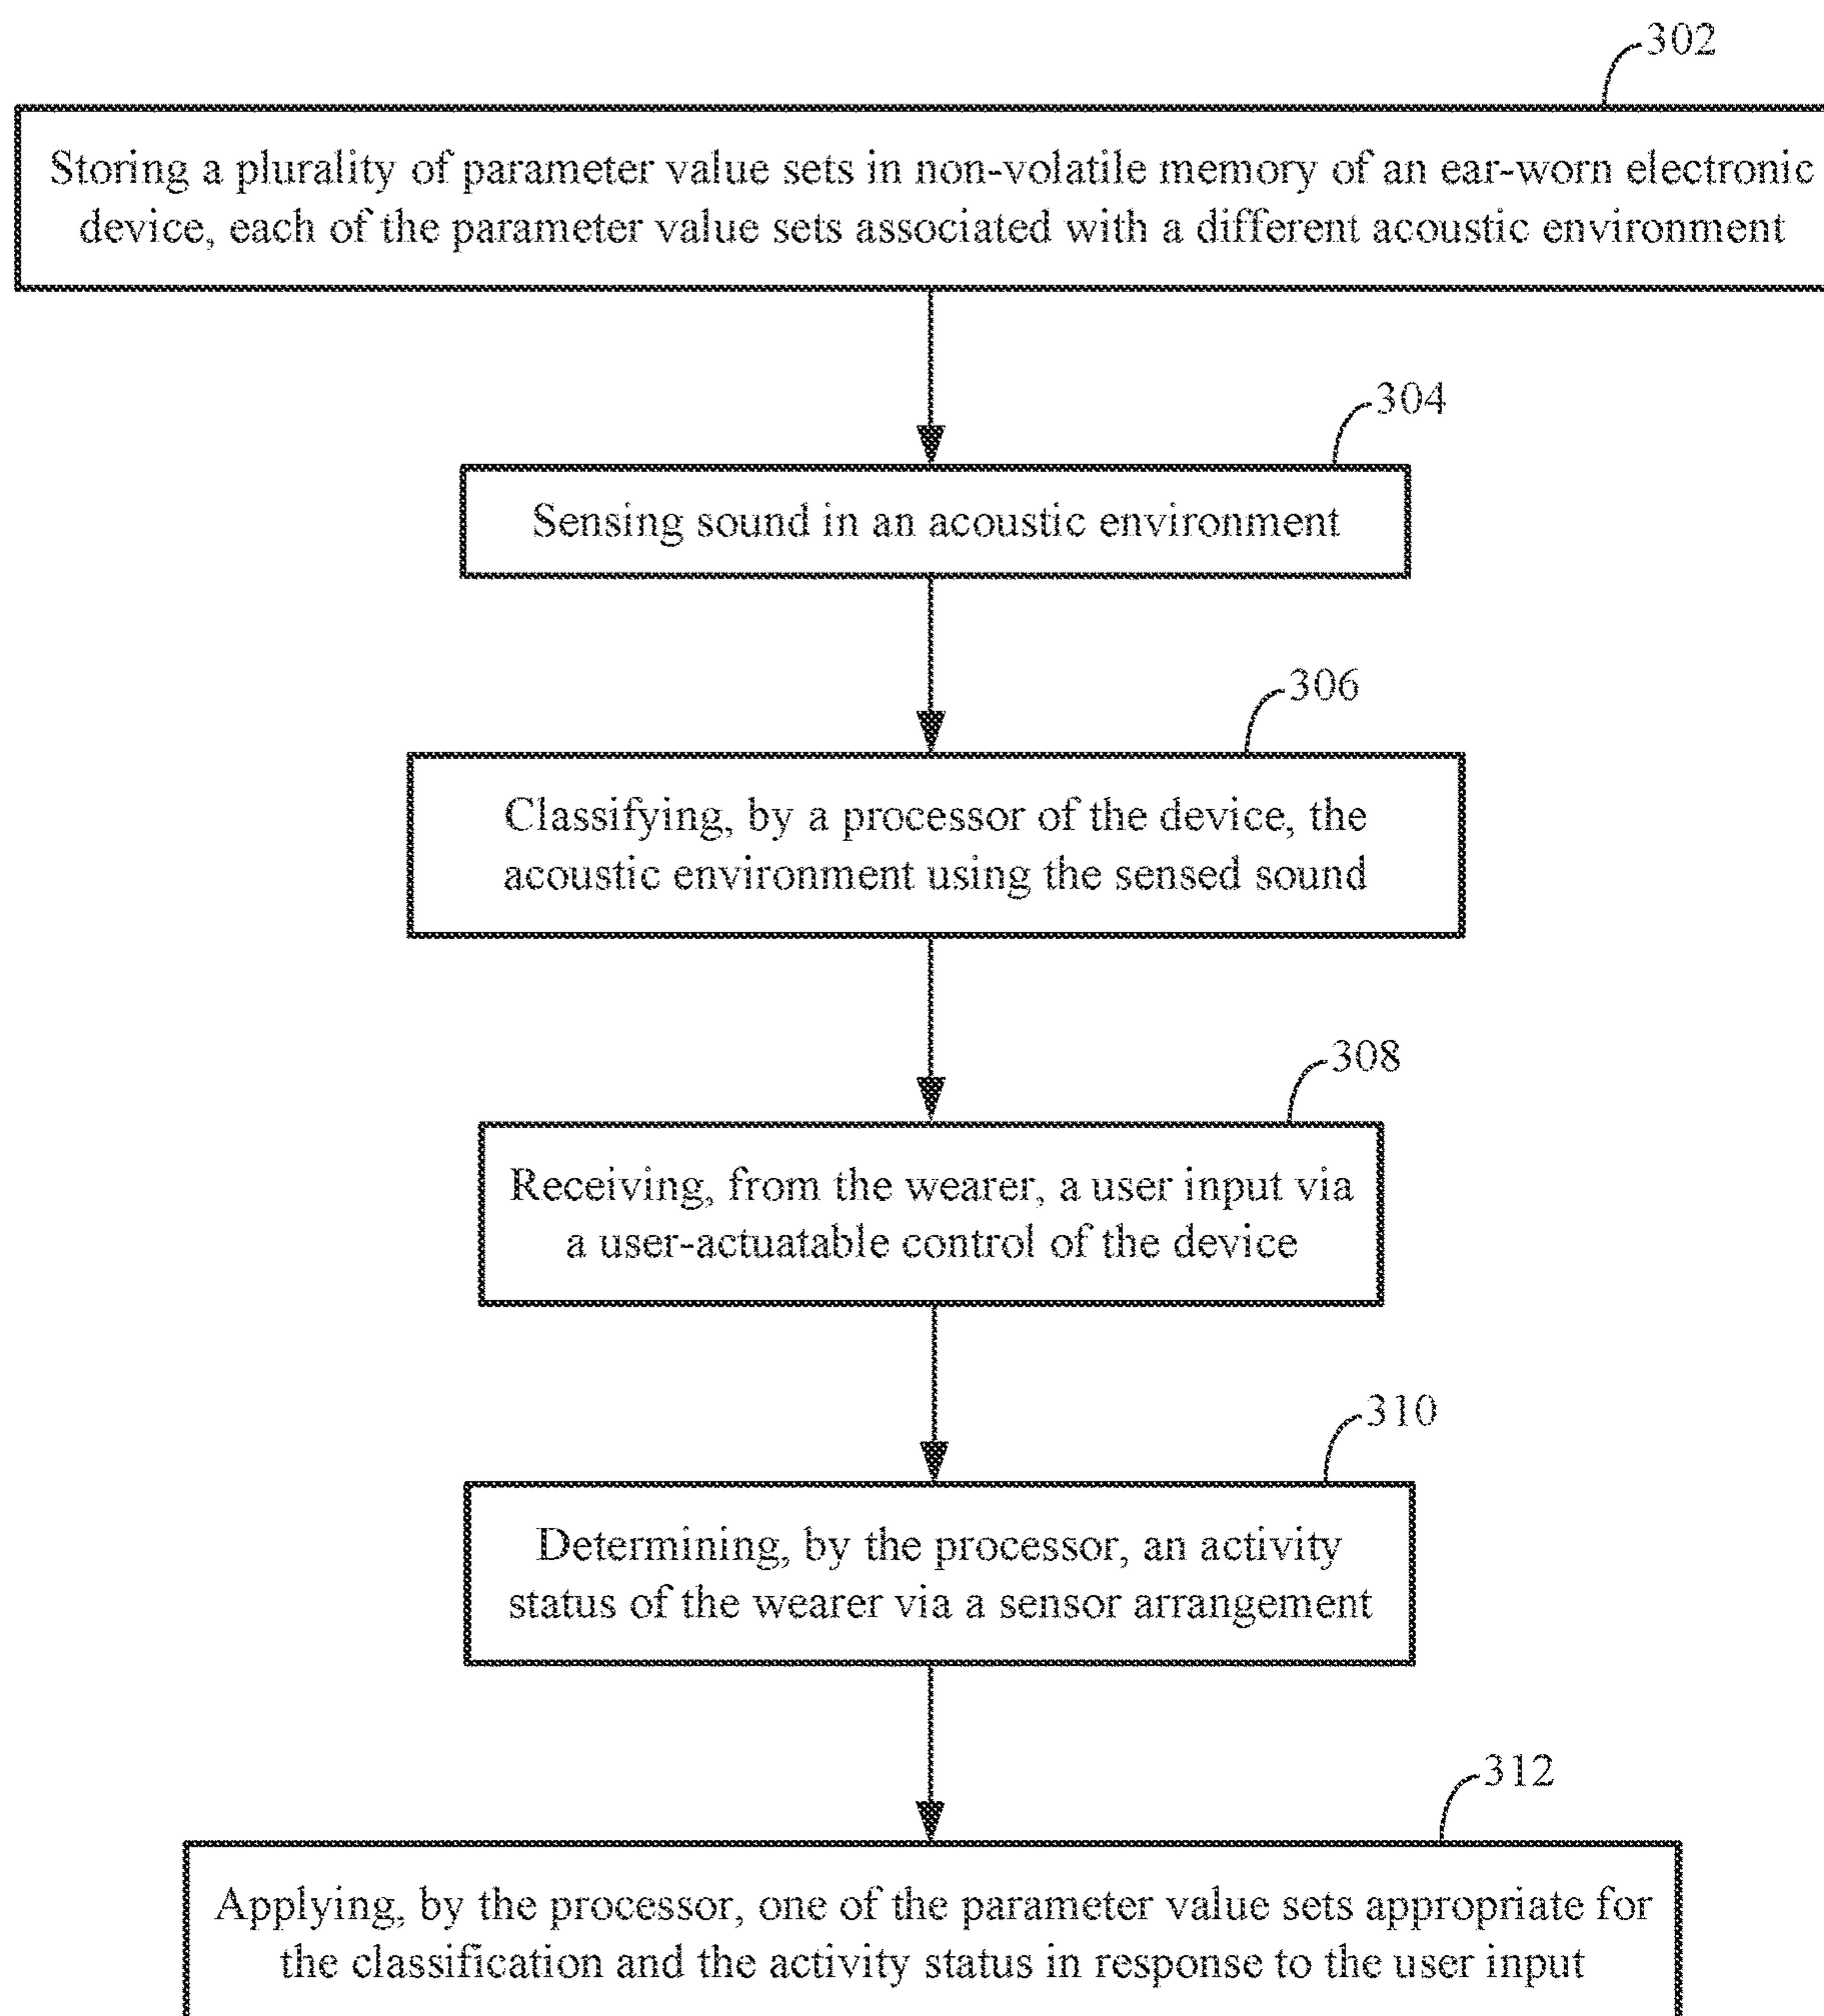 302
Storing a plurality of parameter value sets in non-volatile memory of an ear-worn electronic
device, each of the parameter value sets associated with a different acoustic environment
304
Sensing sound in an acoustic environment
306
Classifying, by a processor of the device, the
acoustic environment using the sensed sound
308
Receiving, from the wearer, a user input via
a user-actuatable control of the device
310
Determining, by the processor, an activity
status of the wearer via a sensor arrangement
312
Applying, by the processor, one of the parameter value sets appropriate for
the classification and the activity status in response to the user input